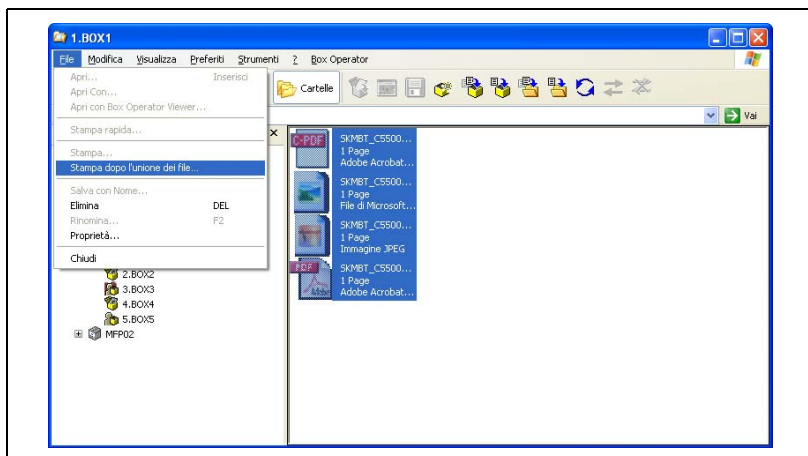 1.BOX1
File Modifica Visualizza Preferiti Strumenti ? Box Operator
Apri... Inserisci
Apri Con...
Apri con Box Operator Viewer...
Stampa rapida...
Stampa...
Stampa dopo l'unione dei file...
Salva con Nome...
Elimina DEL
Rinomina... F2
Proprietà...
Chiudi
Cartelle
Vai
2.BOX2
3.BOX3
4.BOX4
5.BOX5
MFP02
C-PDF
SKMBT_C5500...
1 Page
Adobe Acrobat...
SKMBT_C5500...
1 Page
File di Microsoft...
SKMBT_C5500...
1 Page
Immagine JPEG
PDF
Adobe
SKMBT_C5500...
1 Page
Adobe Acrobat...